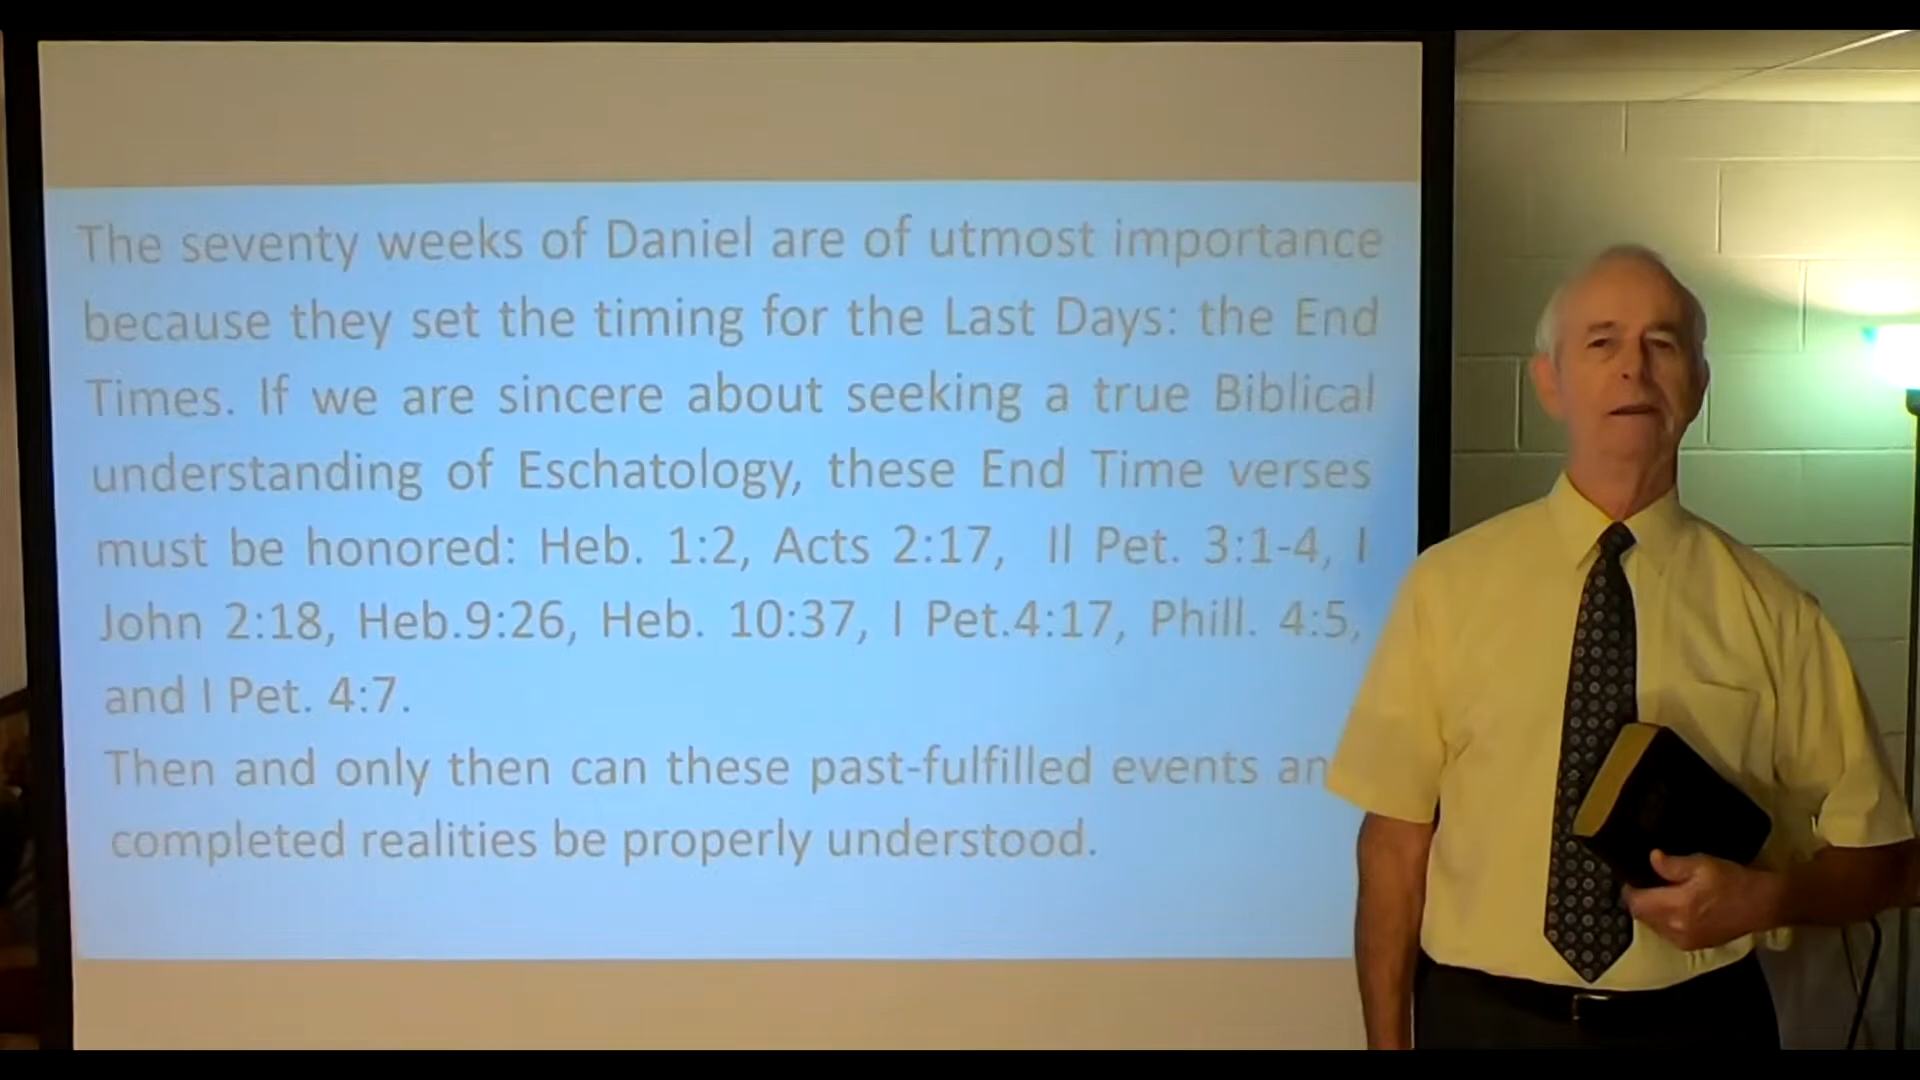 The seventy weeks of Daniel are of utmost importance
because they set the timing for the Last Days: the End
Times. If we are sincere about seeking a true Biblical
understanding of Eschatology, these End Time verses
must be honored: Heb. 1:2, Acts 2:17, Il Pet. 3:1-4, I
John 2:18, Heb.9:26, Heb. 10:37, I Pet.4:17, Phill. 4:5,
and I Pet. 4:7.
Then and only then can these past-fulfilled events an
completed realities be properly understood.